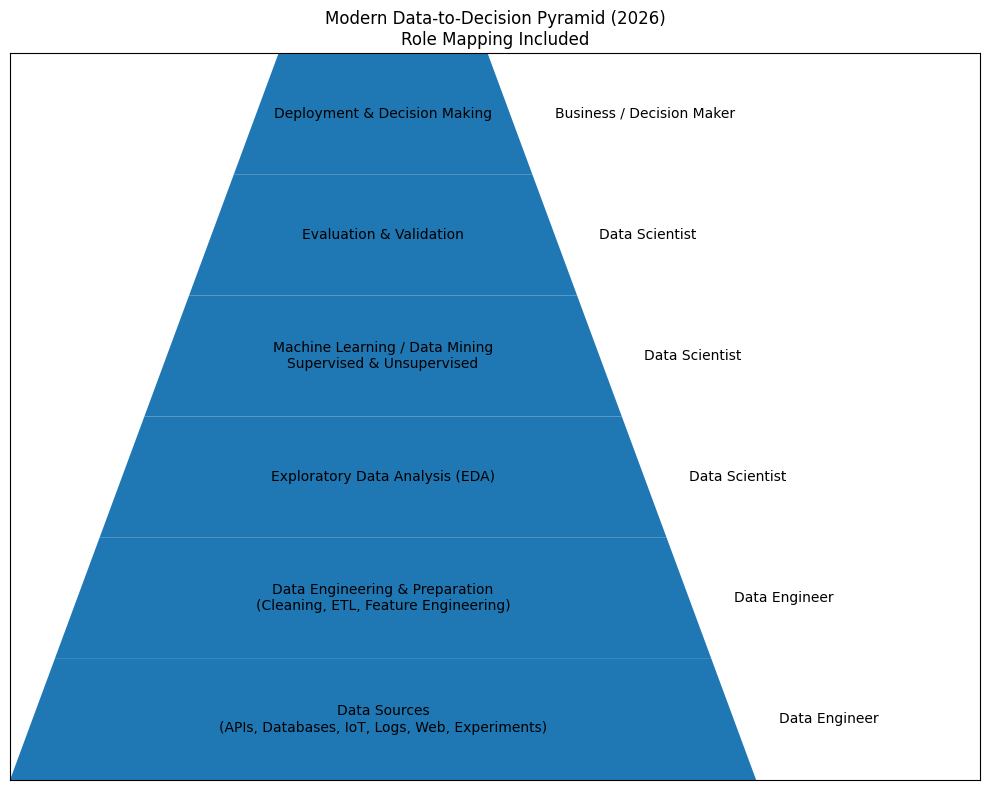 Modern Data-to-Decision Pyramid (2026)
Role Mapping Included
Deployment & Decision Making
Business / Decision Maker
Evaluation & Validation
Data Scientist
Machine Learning / Data Mining
Supervised & Unsupervised
Data Scientist
Exploratory Data Analysis (EDA)
Data Scientist
Data Engineering & Preparation
(Cleaning, ETL, Feature Engineering)
Data Engineer
Data Sources
(APIs, Databases, IoT, Logs, Web, Experiments)
Data Engineer